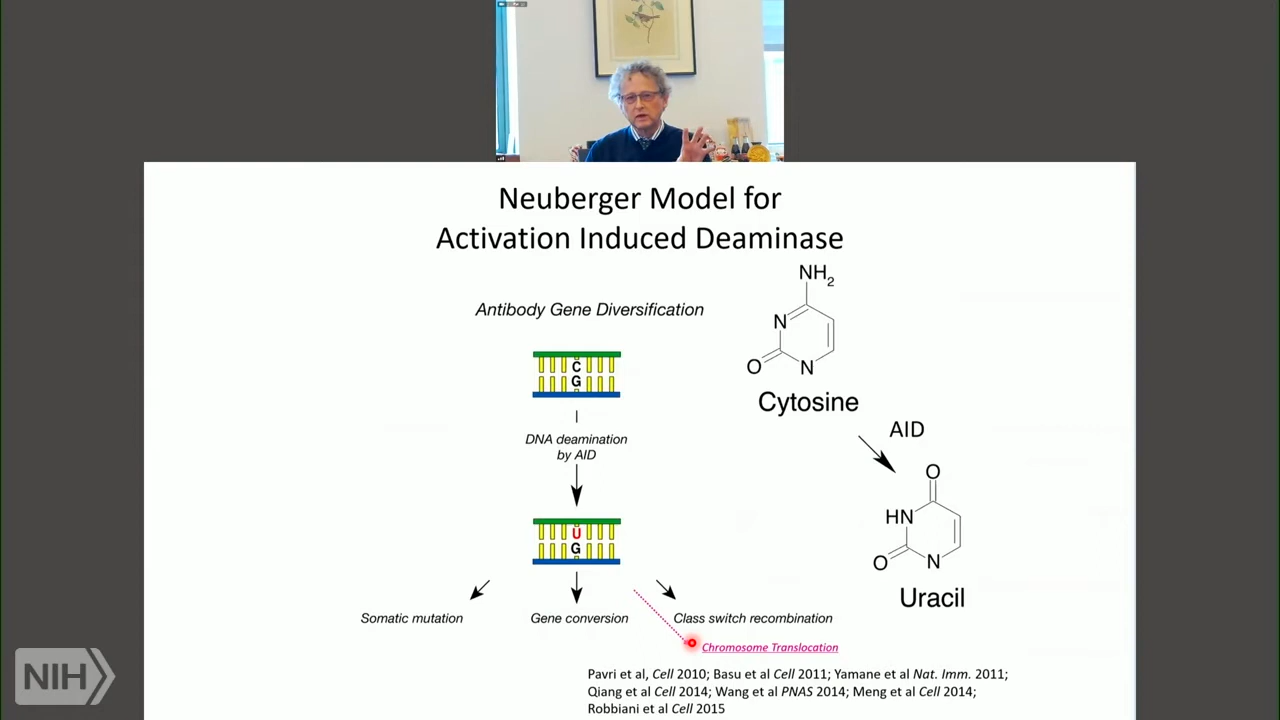 Neuberger Model for
Activation Induced Deaminase
Antibody Gene Diversification
NH2
N
O
N
Cytosine
C
G
DNA deamination
by AID
AID
O
HN
O
N
Uracil
U
G
Somatic mutation
Gene conversion
Class switch recombination
Chromosome Translocation
Pavri et al, Cell 2010; Basu et al Cell 2011; Yamane et al Nat. Imm. 2011;
Qiang et al Cell 2014; Wang et al PNAS 2014; Meng et al Cell 2014;
Robbiani et al Cell 2015
NIH